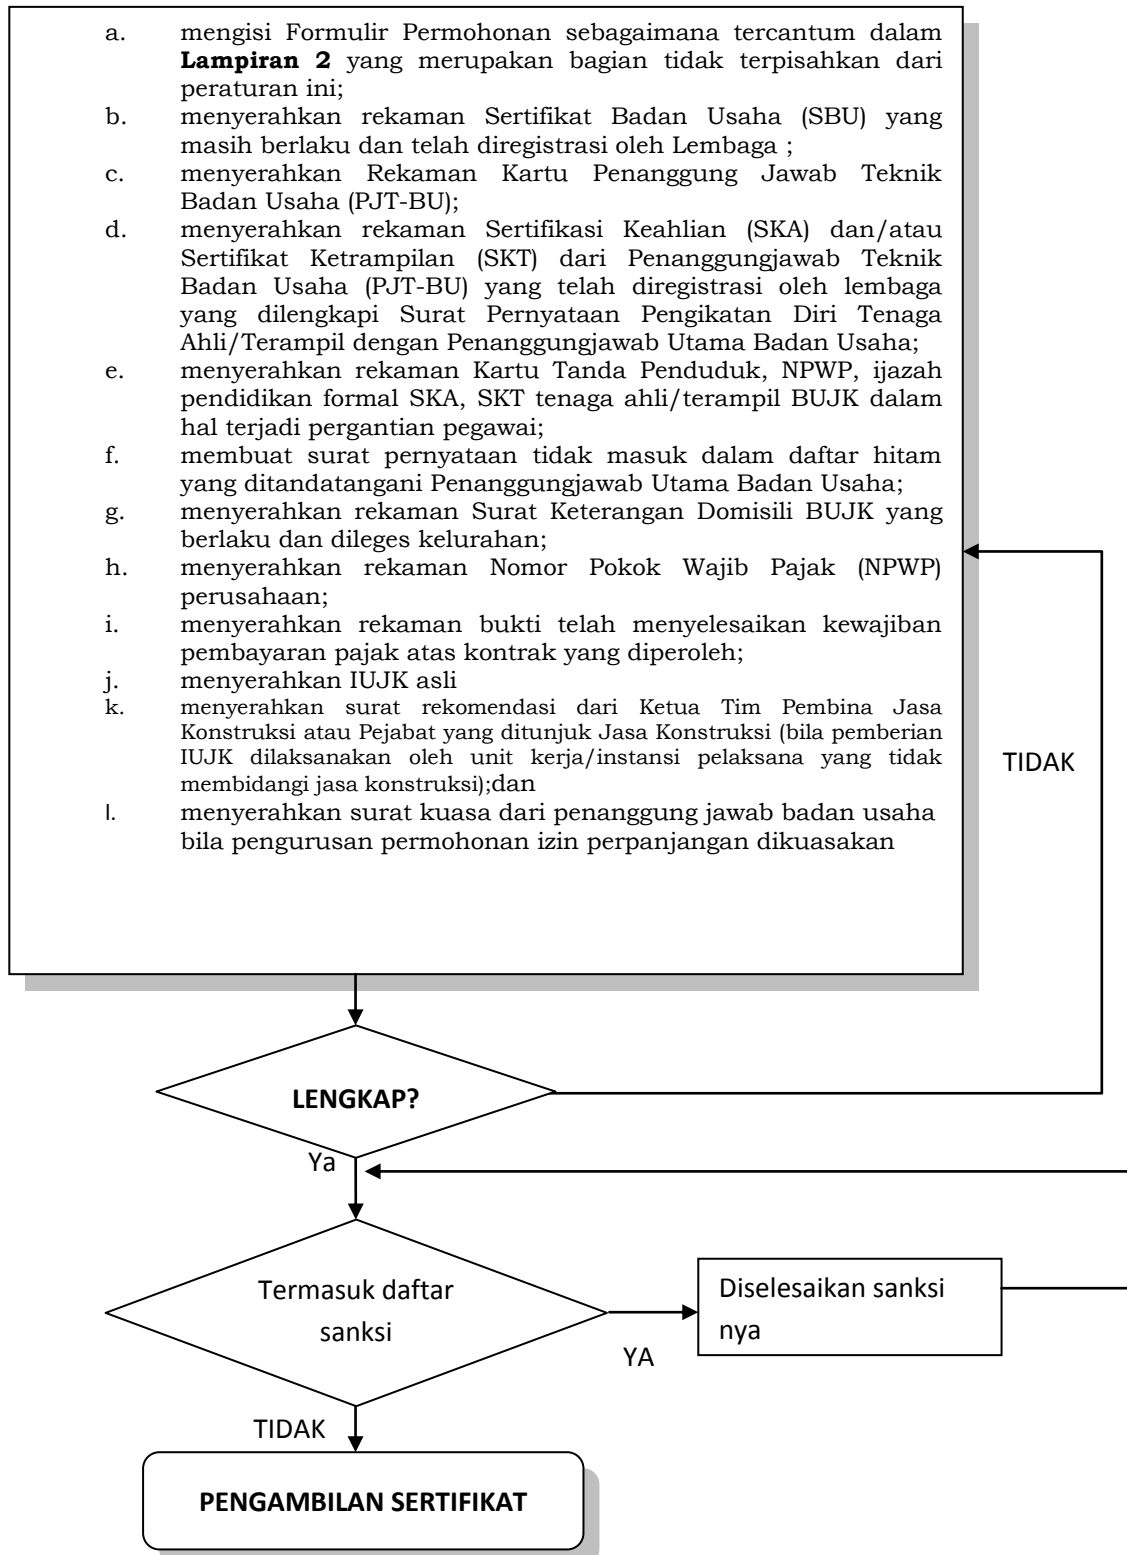 a. mengisi Formulir Permohonan sebagaimana tercantum dalam
Lampiran 2 yang merupakan bagian tidak terpisahkan dari
peraturan ini;
b. menyerahkan rekaman Sertifikat Badan Usaha (SBU) yang
masih berlaku dan telah diregistrasi oleh Lembaga ;
c. menyerahkan Rekaman Kartu Penanggung Jawab Teknik
Badan Usaha (PJT-BU);
d. menyerahkan rekaman Sertifikasi Keahlian (SKA) dan/atau
Sertifikat Ketrampilan (SKT) dari Penanggungjawab Teknik
Badan Usaha (PJT-BU) yang telah diregistrasi oleh lembaga
yang dilengkapi Surat Pernyataan Pengikatan Diri Tenaga
Ahli/Terampil dengan Penanggungjawab Utama Badan Usaha;
e. menyerahkan rekaman Kartu Tanda Penduduk, NPWP, ijazah
pendidikan formal SKA, SKT tenaga ahli/terampil BUJK dalam
hal terjadi pergantian pegawai;
f. membuat surat pernyataan tidak masuk dalam daftar hitam
yang ditandatangani Penanggungjawab Utama Badan Usaha;
g. menyerahkan rekaman Surat Keterangan Domisili BUJK yang
berlaku dan dileges kelurahan;
h. menyerahkan rekaman Nomor Pokok Wajib Pajak (NPWP)
perusahaan;
i. menyerahkan rekaman bukti telah menyelesaikan kewajiban
pembayaran pajak atas kontrak yang diperoleh;
j. menyerahkan IUJK asli
k. menyerahkan surat rekomendasi dari Ketua Tim Pembina Jasa
Konstruksi atau Pejabat yang ditunjuk Jasa Konstruksi (bila pemberian
IUJK dilaksanakan oleh unit kerja/instansi pelaksana yang tidak
membidangi jasa konstruksi);dan
l. menyerahkan surat kuasa dari penanggung jawab badan usaha
bila pengurusan permohonan izin perpanjangan dikuasakan
TIDAK
LENGKAP?
Ya
Termasuk daftar
sanksi
YA
Diselesaikan sanksi
nya
TIDAK
PENGAMBILAN SERTIFIKAT